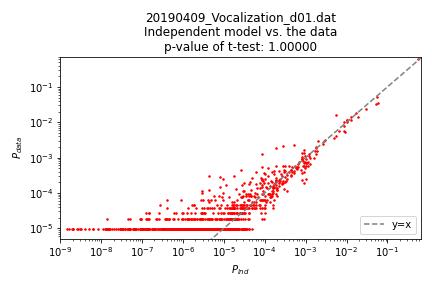 20190409_Vocalization_d01.dat
Independent model vs. the data
p-value of t-test: 1.00000
P_data
10⁻¹
10⁻²
10⁻³
10⁻⁴
10⁻⁵
y=x
10⁻⁹ 10⁻⁸ 10⁻⁷ 10⁻⁶ 10⁻⁵ 10⁻⁴ 10⁻³ 10⁻² 10⁻¹
P_ind